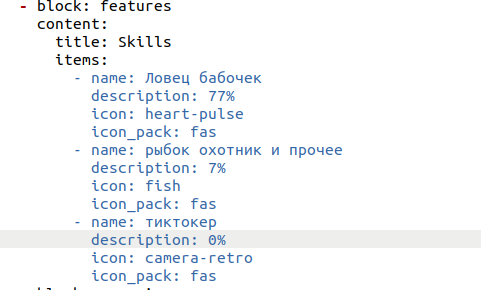 - block: features
content:
title: Skills
items:
- name: Ловец бабочек
description: 77%
icon: heart-pulse
icon_pack: fas
- name: рыбок охотник и прочее
description: 7%
icon: fish
icon_pack: fas
- name: тиктокер
description: 0%
icon: camera-retro
icon_pack: fas